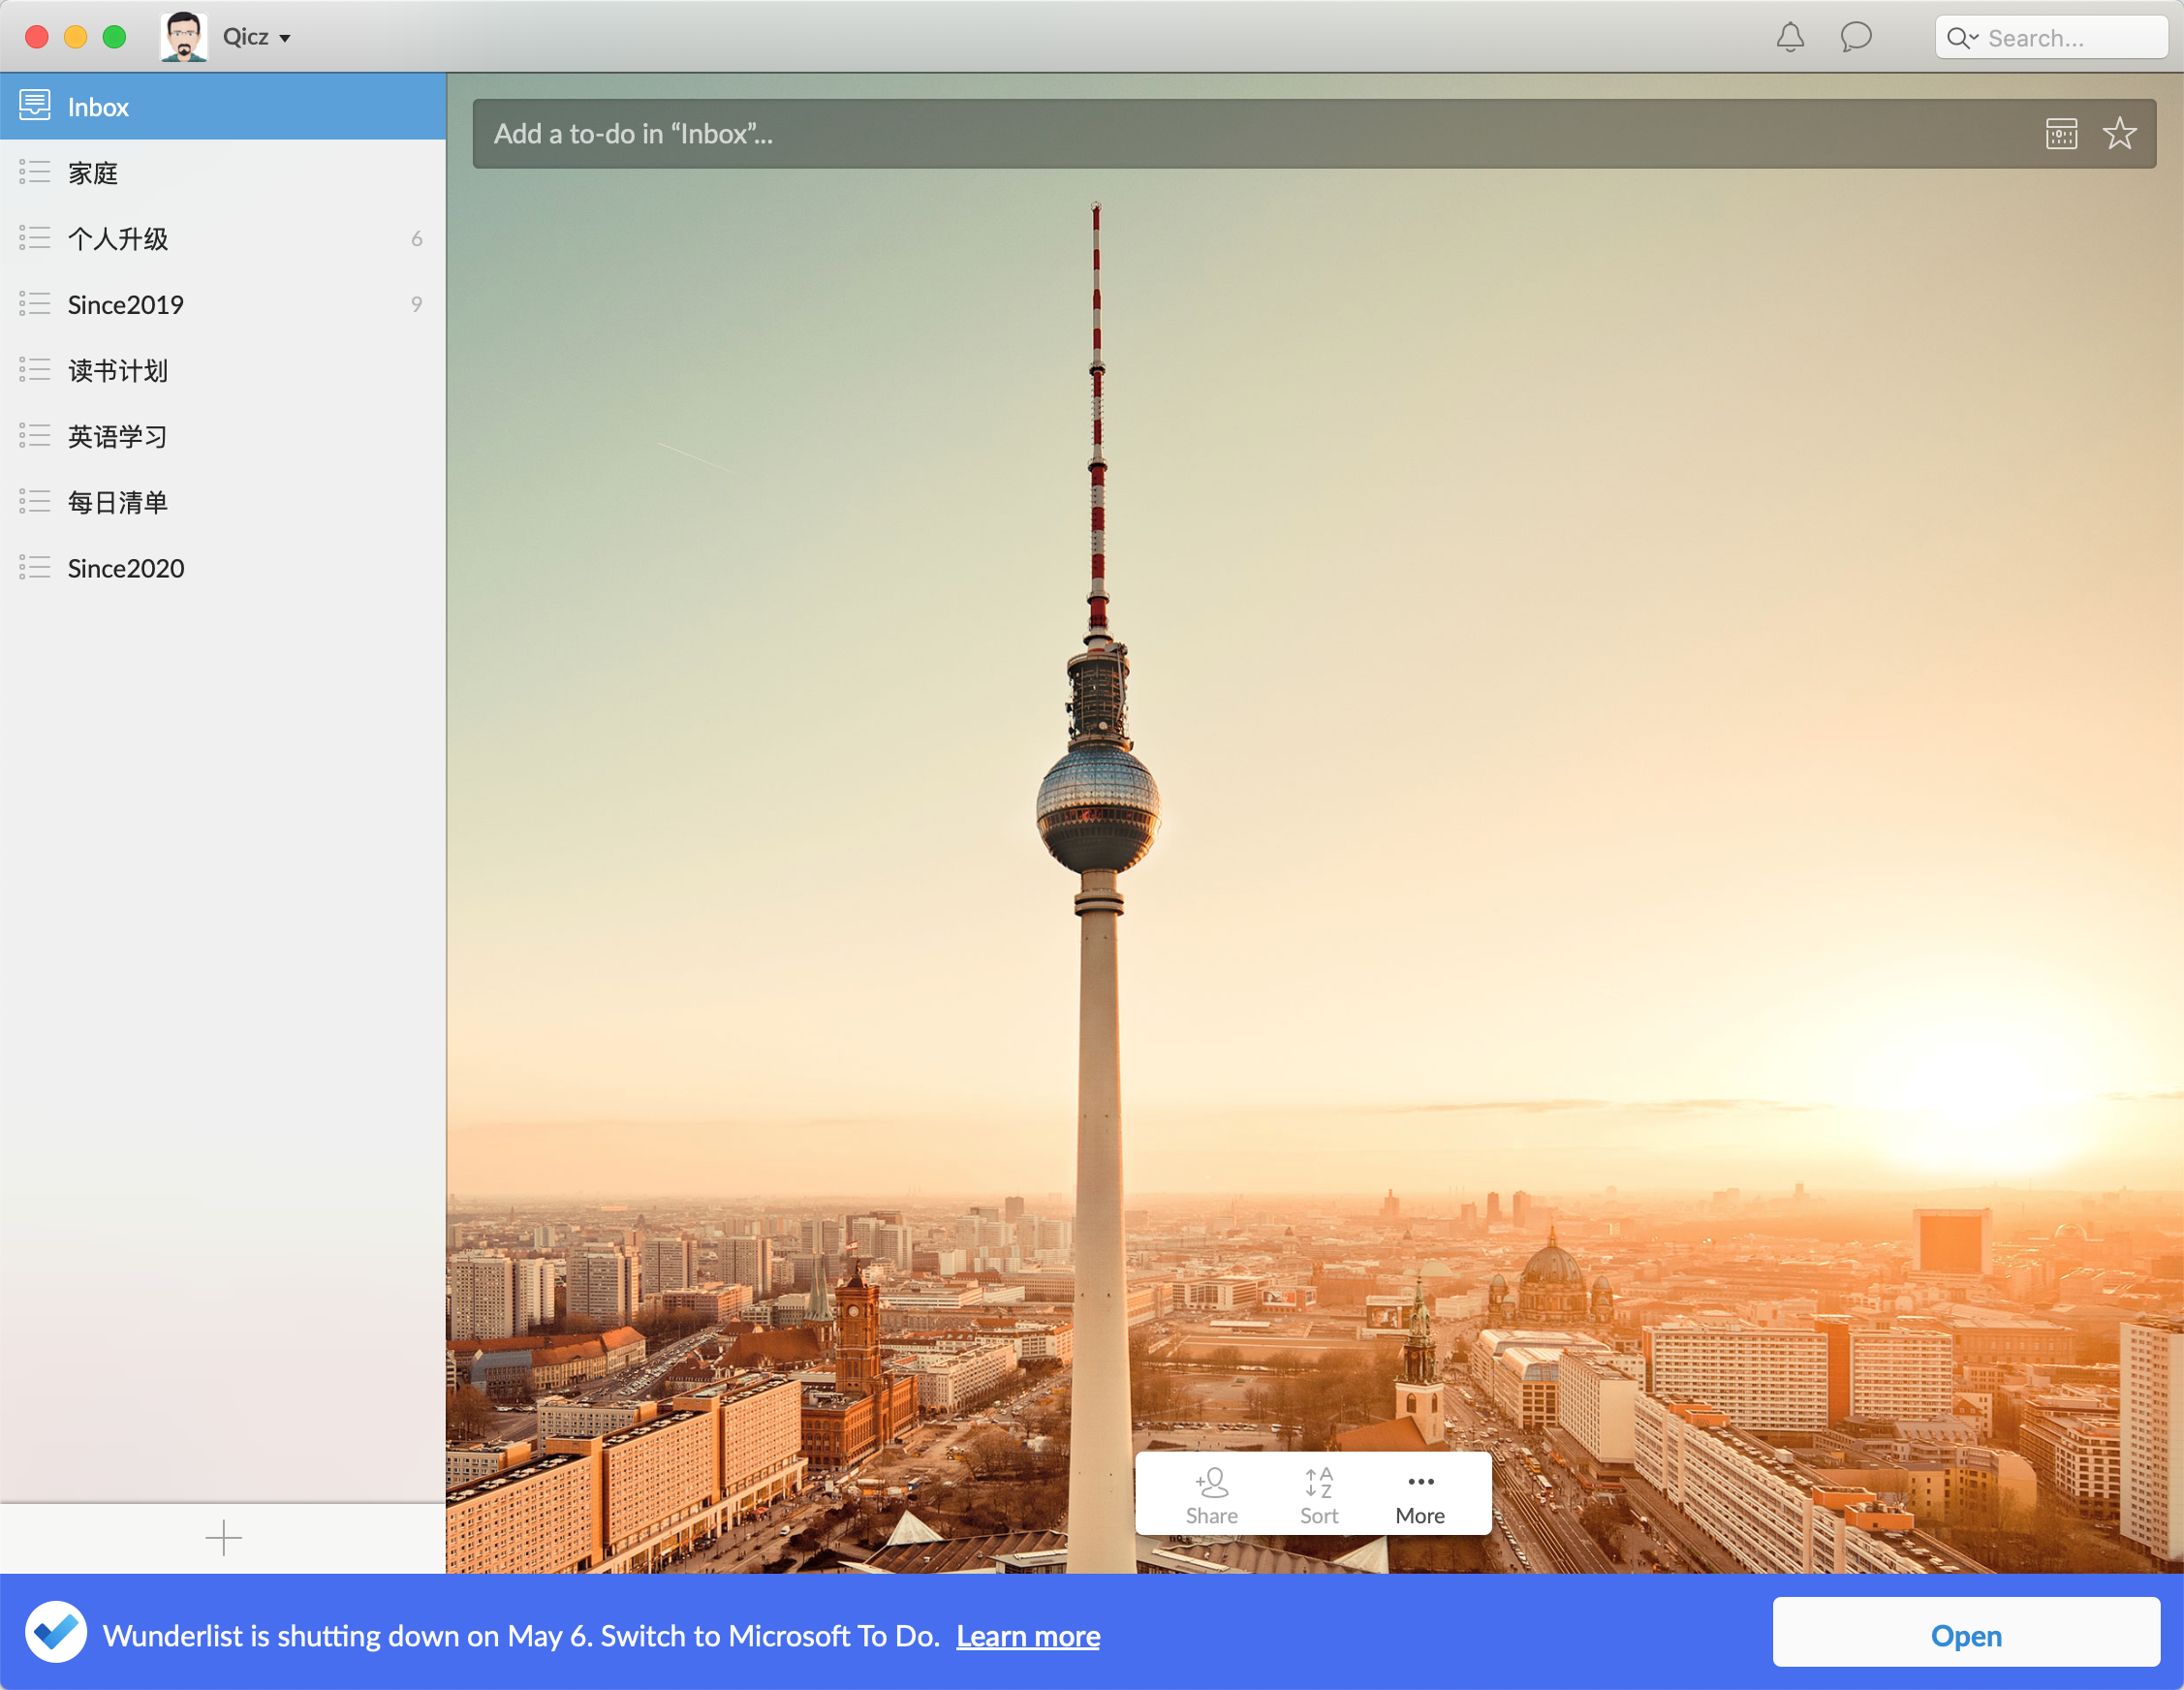 Qicz
Search...
Inbox
家庭
个人升级 6
Since2019 9
读书计划
英语学习
每日清单
Since2020
Add a to-do in “Inbox”...
Share
Sort
More
Wunderlist is shutting down on May 6. Switch to Microsoft To Do. Learn more
Open